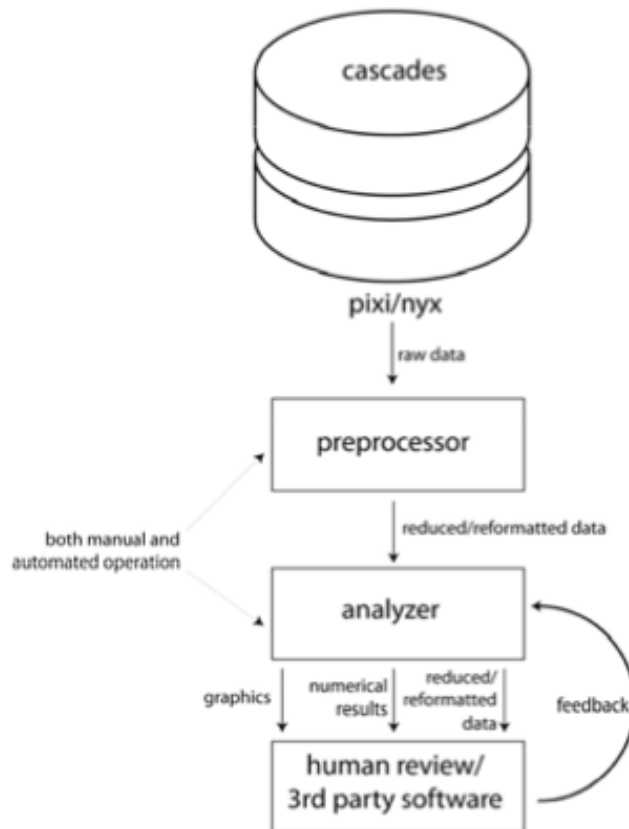 cascades
pixi/nyx
raw data
preprocessor
reduced/reformatted data
both manual and
automated operation
analyzer
graphics
numerical
results
reduced/
reformatted
data
feedback
human review/
3rd party software